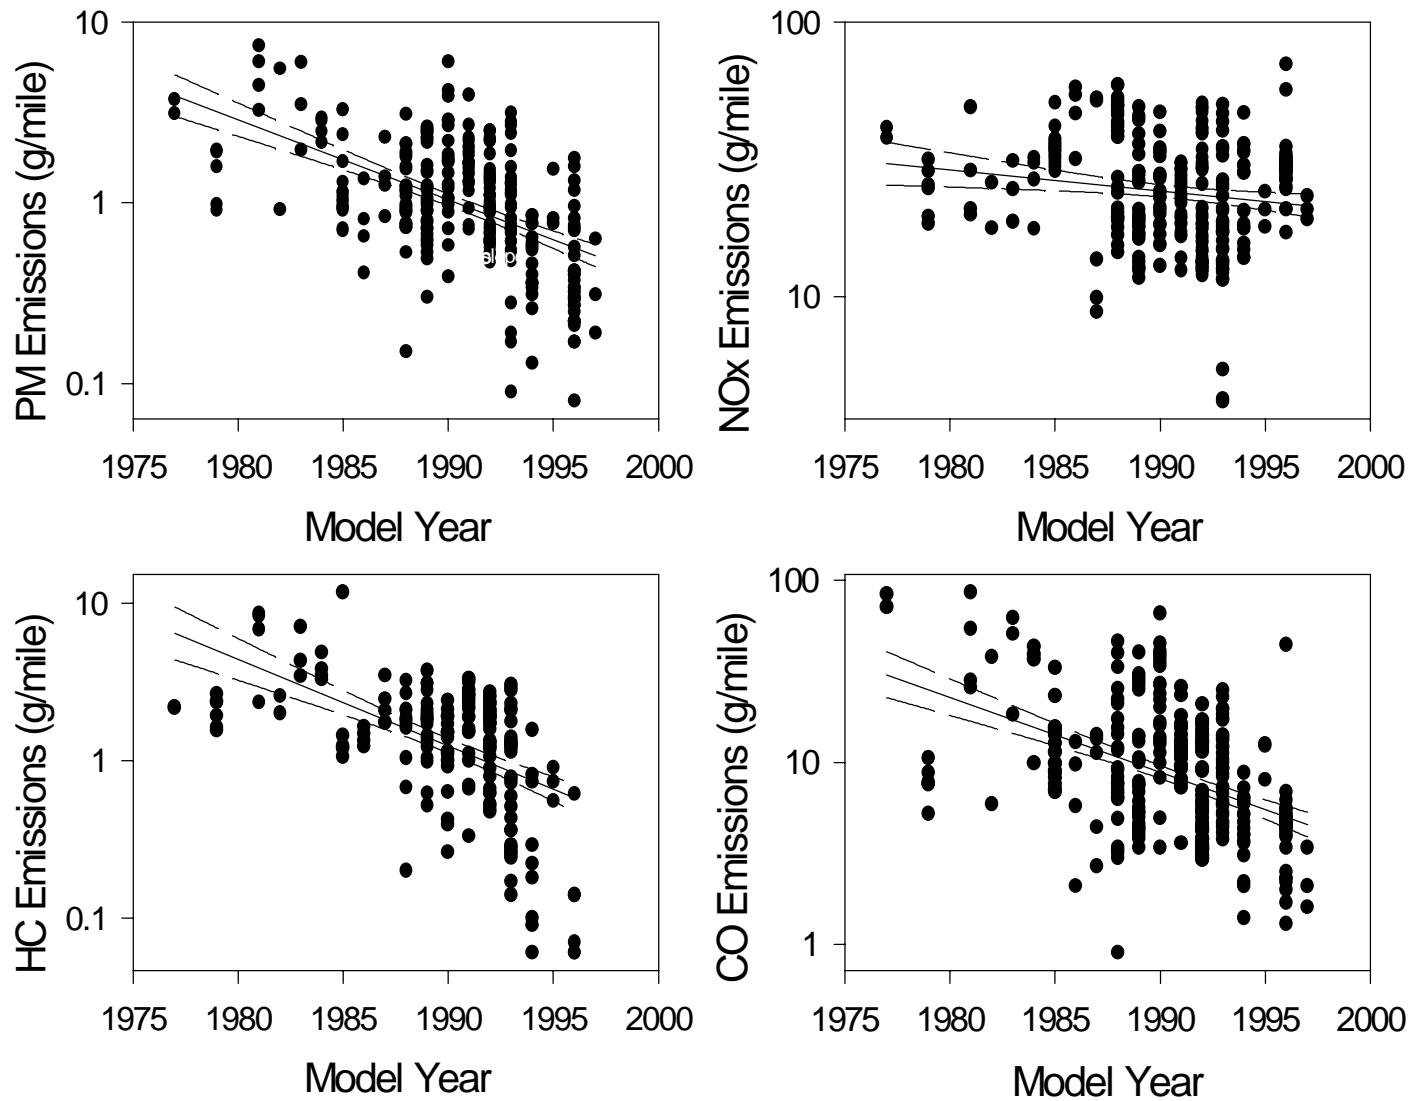 10
1
0.1
PM Emissions (g/mile)
slope
1975 1980 1985 1990 1995 2000
Model Year
100
10
NOx Emissions (g/mile)
1975 1980 1985 1990 1995 2000
Model Year
10
1
0.1
HC Emissions (g/mile)
1975 1980 1985 1990 1995 2000
Model Year
100
10
1
CO Emissions (g/mile)
1975 1980 1985 1990 1995 2000
Model Year